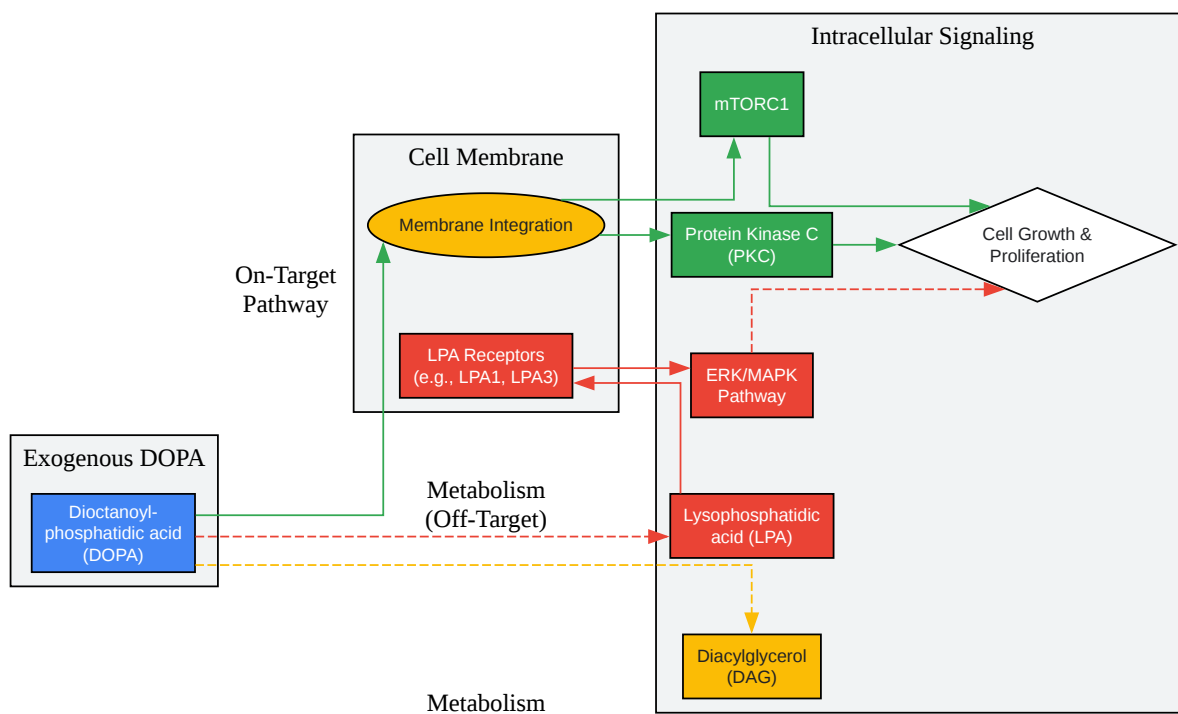 Intracellular Signaling
mTORC1
Cell Membrane
Membrane Integration
Protein Kinase C
(PKC)
Cell Growth &
Proliferation
On-Target
Pathway
LPA Receptors
(e.g., LPA1, LPA3)
ERK/MAPK
Pathway
Exogenous DOPA
Dioctanoyl-
phosphatidic acid
(DOPA)
Metabolism
(Off-Target)
Lysophosphatidic
acid (LPA)
Diacylglycerol
(DAG)
Metabolism